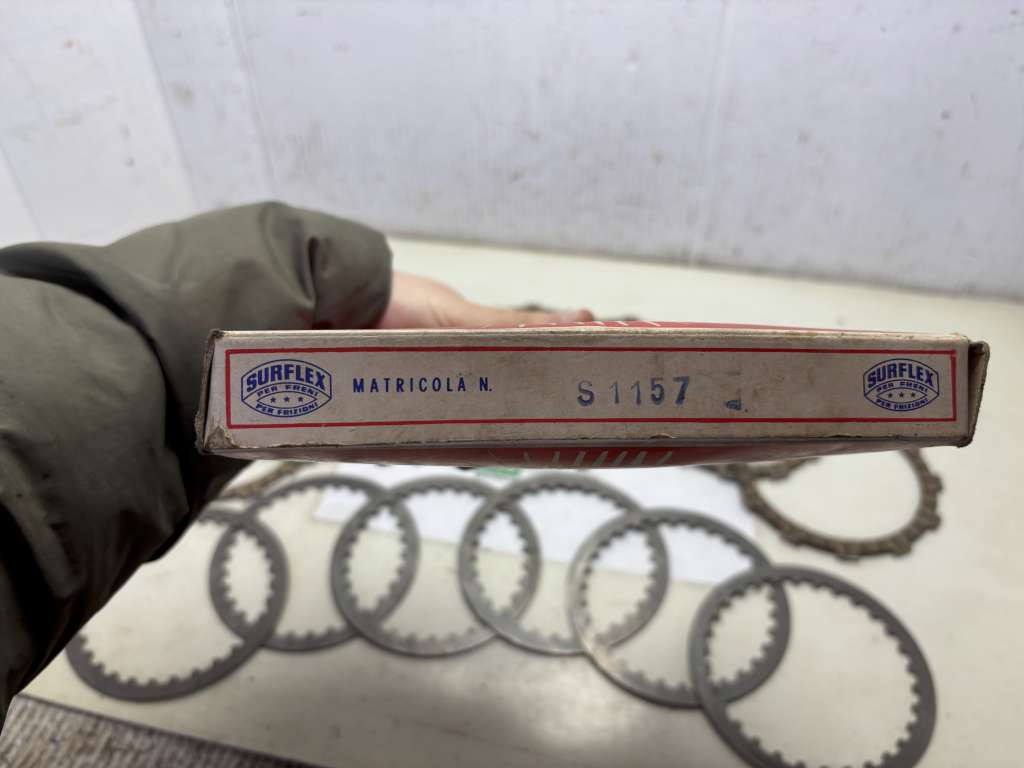 SURFLEX
PER FRENI
PER FRIZIONI
MATRICOLA N.
S 1157
SURFLEX
PER FRENI
PER FRIZIONI